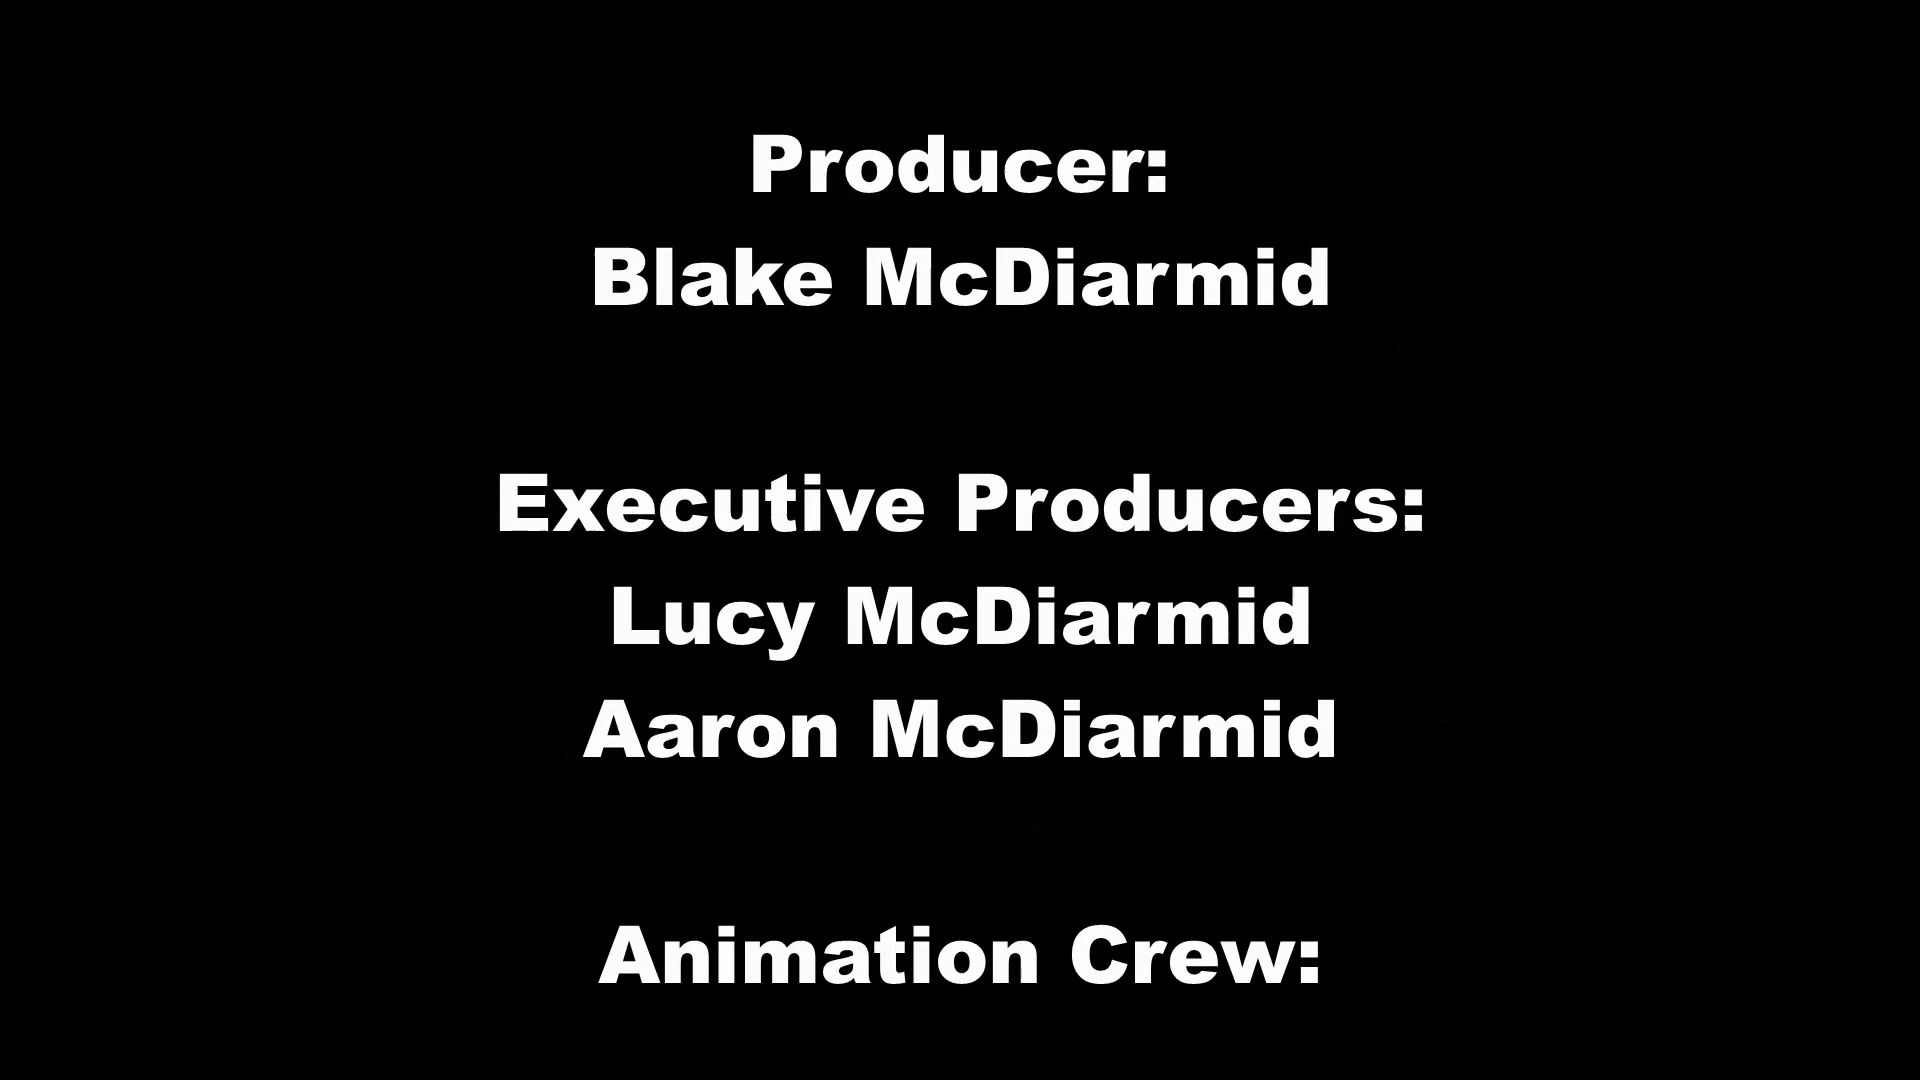 Producer:
Blake McDiarmid
Executive Producers:
Lucy McDiarmid
Aaron McDiarmid
Animation Crew: